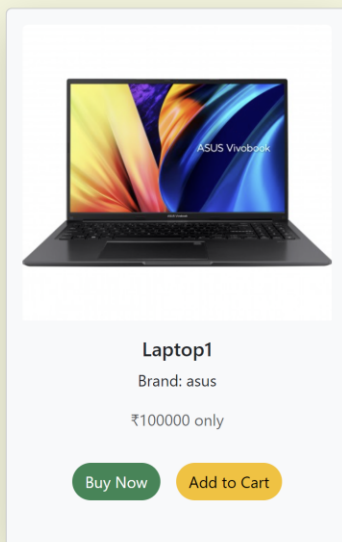 ASUS Vivobook
Laptop1
Brand: asus
₹100000 only
Buy Now
Add to Cart